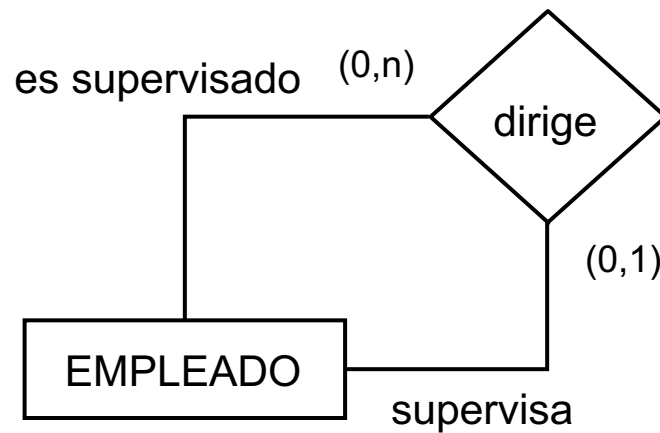 es supervisado
(0,n)
dirige
(0,1)
EMPLEADO
supervisa